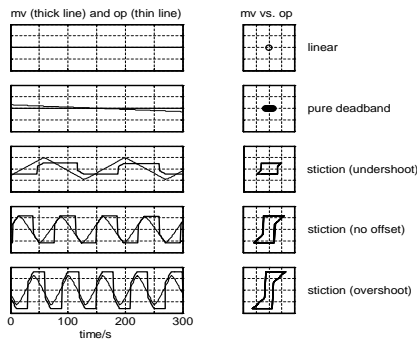 mv (thick line) and op (thin line)
mv vs. op
linear
pure deadband
stiction (undershoot)
stiction (no offset)
stiction (overshoot)
0 100 200 300
time/s